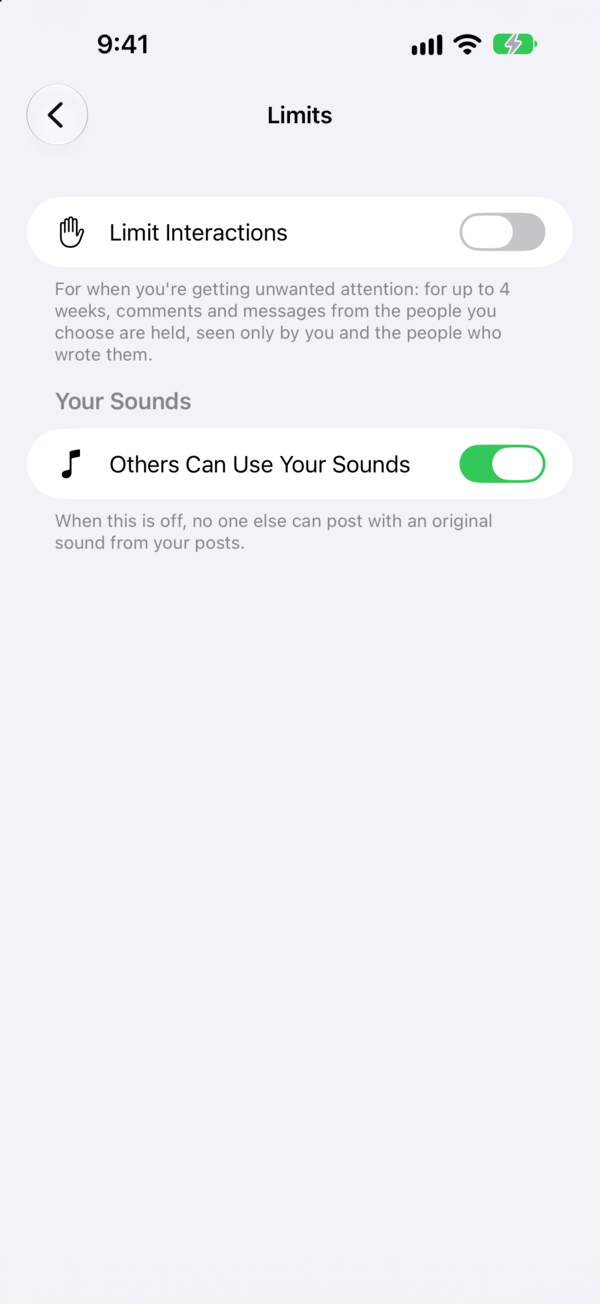 9:41
Limits
Limit Interactions
For when you're getting unwanted attention: for up to 4
weeks, comments and messages from the people you
choose are held, seen only by you and the people who
wrote them.
Your Sounds
Others Can Use Your Sounds
When this is off, no one else can post with an original
sound from your posts.